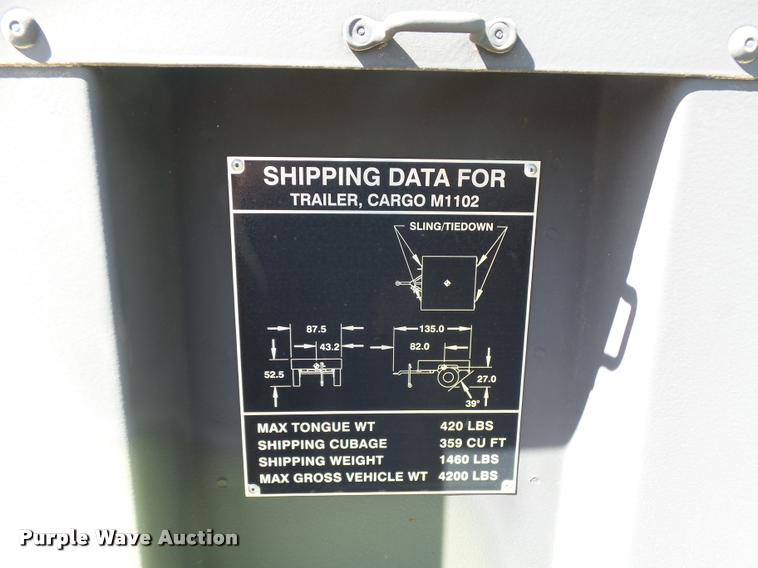 SHIPPING DATA FOR
TRAILER, CARGO M1102
SLING/TIEDOWN
87.5
135.0
43.2
82.0
52.5
27.0
39°
MAX TONGUE WT 420 LBS
SHIPPING CUBAGE 359 CU FT
SHIPPING WEIGHT 1460 LBS
MAX GROSS VEHICLE WT 4200 LBS
Purple Wave Auction